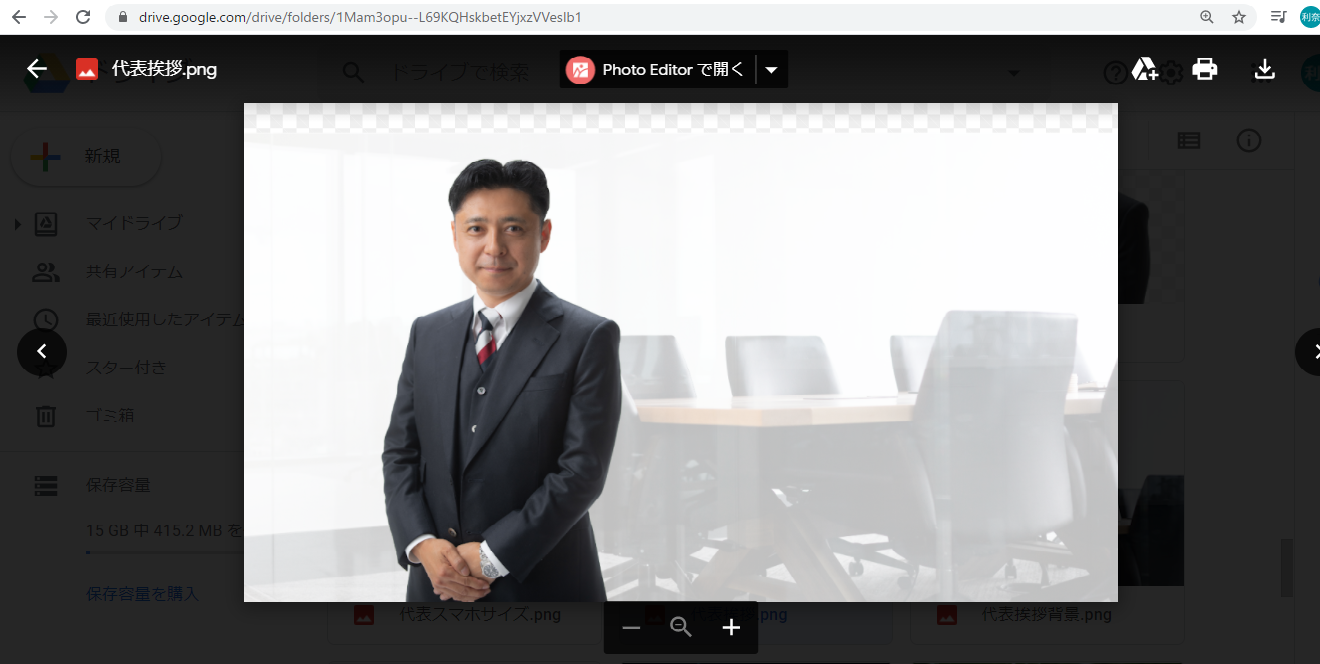 drive.google.com/drive/folders/1Mam3opu--L69KQHskbetEYjxzVVesIb1
利奈
代表挨拶.png
ドライブで検索
Photo Editor で開く
新規
マイドライブ
共有アイテム
最近使用したアイテム
スター付き
ゴミ箱
保存容量
15 GB 中 415.2 MB を
保存容量を購入
代表スマホサイズ.png
.png
代表挨拶背景.png